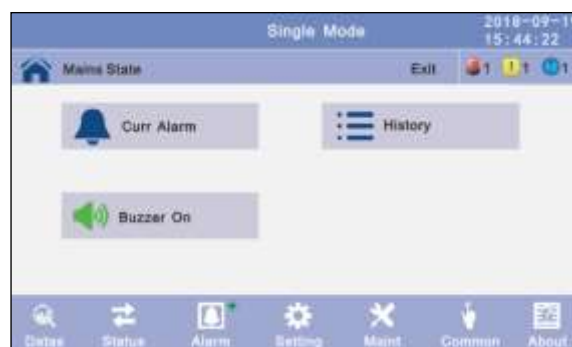 Single Mode
2018-09-19
15:44:22
Mains State
Exit
1
1
1
Curr Alarm
History
Buzzer On
Datas
Status
Alarm
Setting
Maint
Common
About